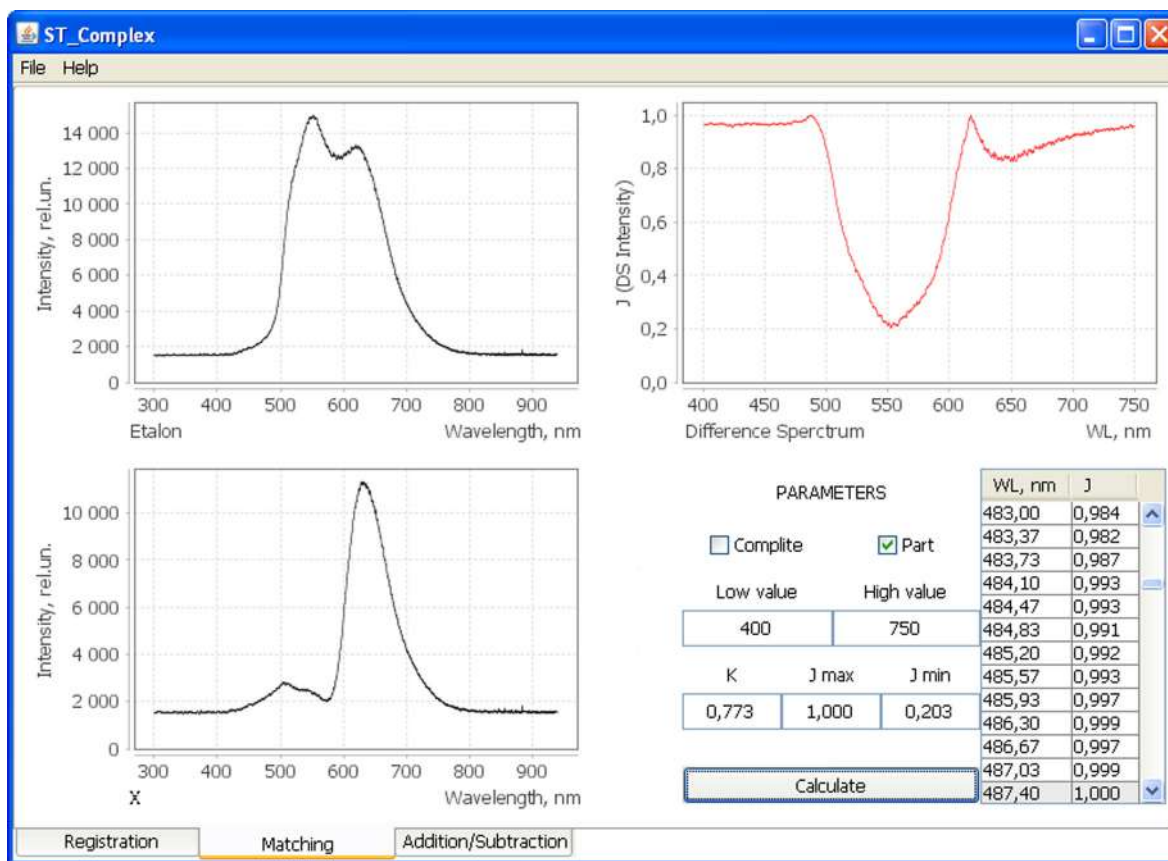 ST_Complex
File Help
14 000
12 000
10 000
8 000
6 000
4 000
2 000
0
Intensity, rel.un.
300 400 500 600 700 800 900
Etalon Wavelength, nm
1,0
0,8
0,6
0,4
0,2
0,0
J (DS Intensity)
400 450 500 550 600 650 700 750
Difference Sperctrum WL, nm
10 000
8 000
6 000
4 000
2 000
0
Intensity, rel.un.
300 400 500 600 700 800 900
X Wavelength, nm
PARAMETERS
Complite Part
Low value High value
400 750
K J max J min
0,773 1,000 0,203
Calculate
WL, nm J
483,00 0,984
483,37 0,982
483,73 0,987
484,10 0,993
484,47 0,993
484,83 0,991
485,20 0,992
485,57 0,993
485,93 0,997
486,30 0,999
486,67 0,997
487,03 0,999
487,40 1,000
Registration Matching Addition/Subtraction